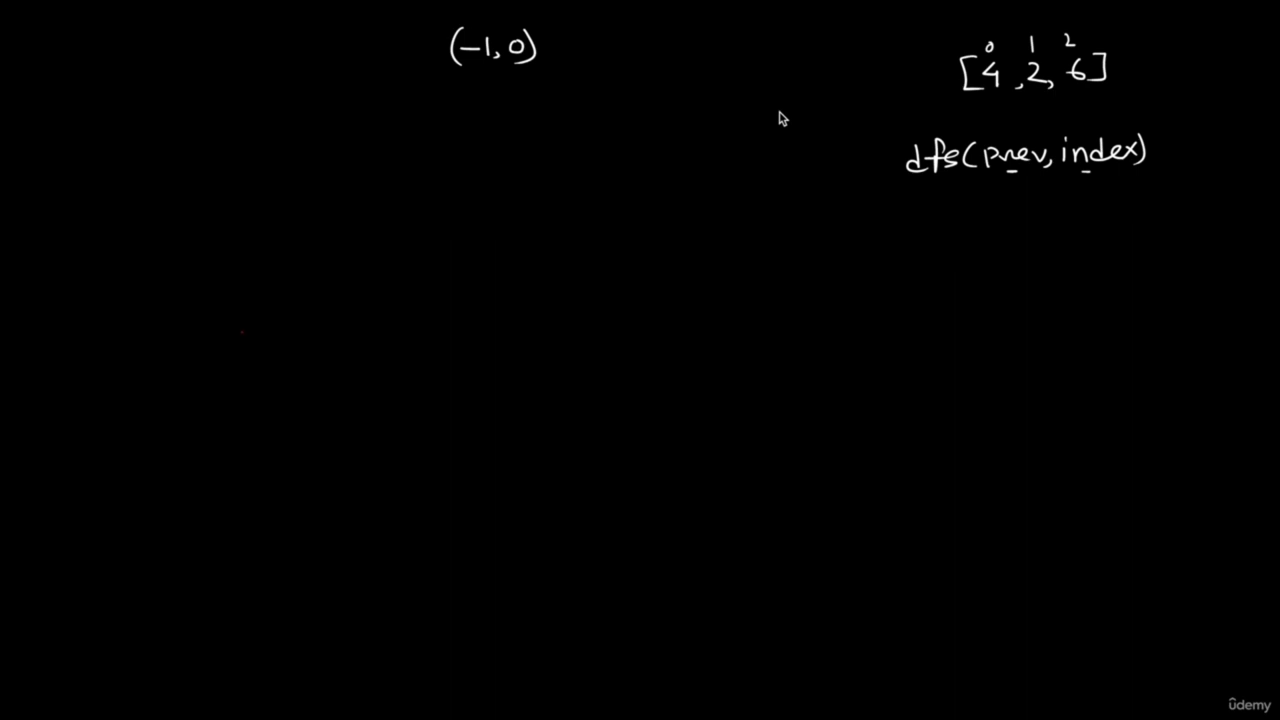 (-1, 0)
0 1 2
[4, 2, 6]
dfs(prev, index)
ûdemy